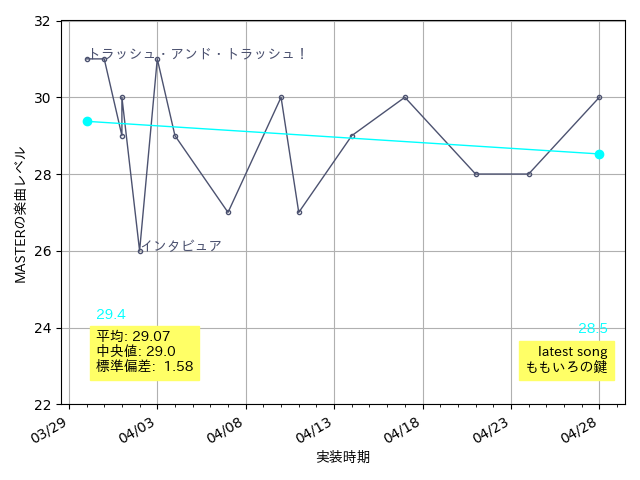 32
トラッシュ・アンド・トラッシュ！
30
28
MASTERの楽曲レベル
26
インタビュア
29.4
24
28.5
平均: 29.07
中央値: 29.0
標準偏差:  1.58
latest song
ももいろの鍵
22
03/29
04/03
04/08
04/13
04/18
04/23
04/28
実装時期